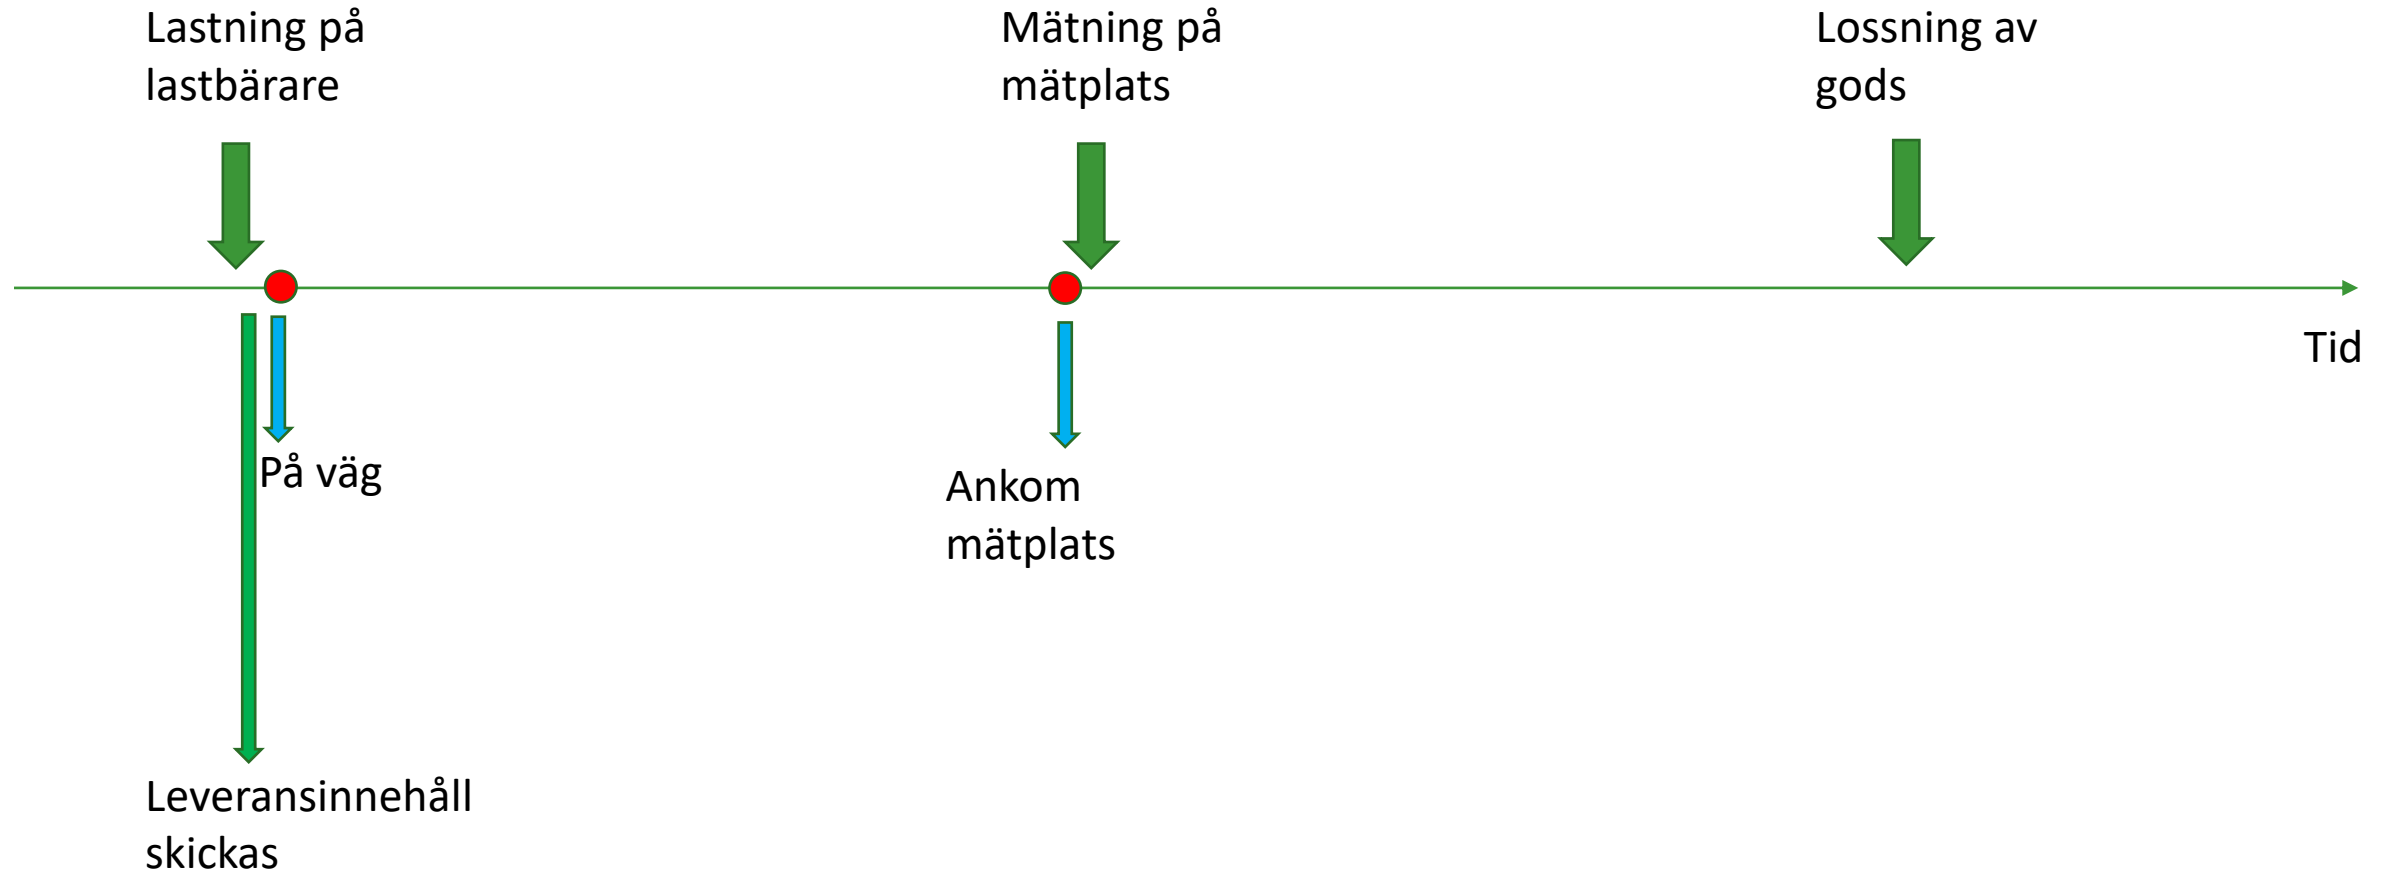 Lastning på
lastbärare
Mätning på
mätplats
Lossning av
gods
Tid
På väg
Ankom
mätplats
Leveransinnehåll
skickas